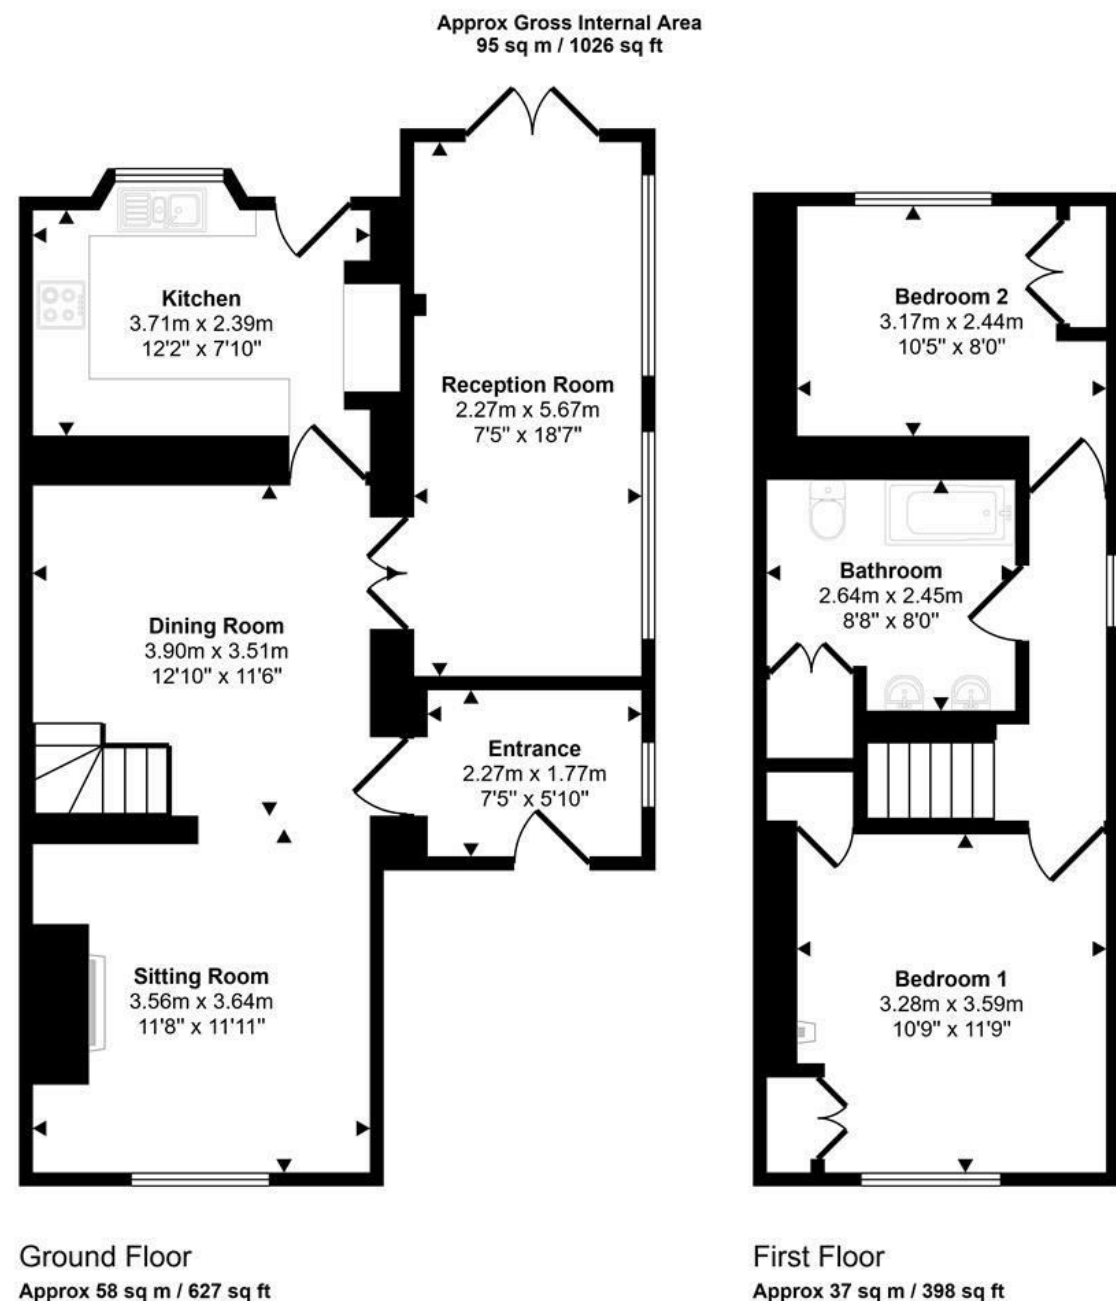 Approx Gross Internal Area
95 sq m / 1026 sq ft
Kitchen
3.71m x 2.39m
12'2" x 7'10"
Reception Room
2.27m x 5.67m
7'5" x 18'7"
Dining Room
3.90m x 3.51m
12'10" x 11'6"
Entrance
2.27m x 1.77m
7'5" x 5'10"
Sitting Room
3.56m x 3.64m
11'8" x 11'11"
Ground Floor
Approx 58 sq m / 627 sq ft
Bedroom 2
3.17m x 2.44m
10'5" x 8'0"
Bathroom
2.64m x 2.45m
8'8" x 8'0"
Bedroom 1
3.28m x 3.59m
10'9" x 11'9"
First Floor
Approx 37 sq m / 398 sq ft